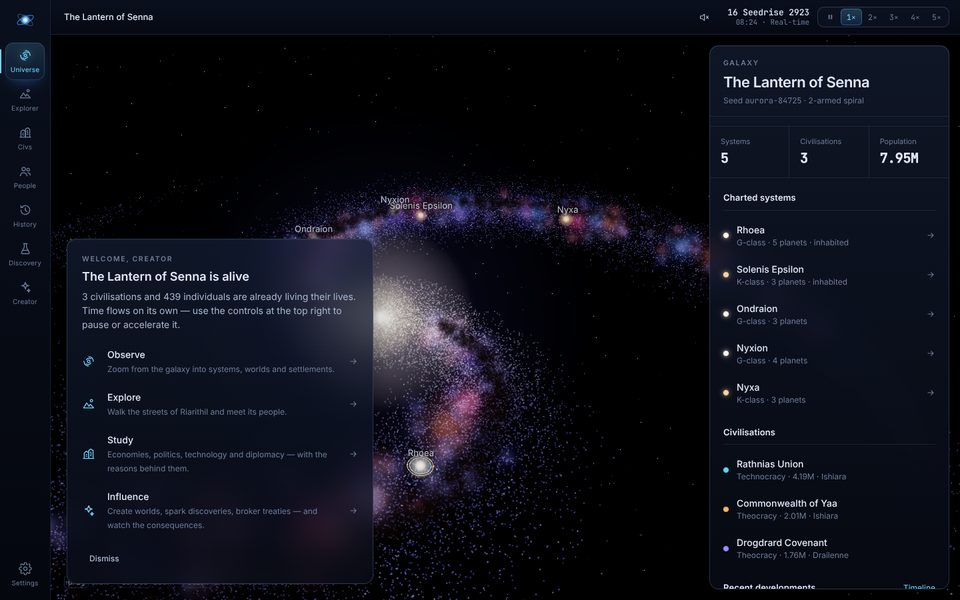 The Lantern of Senna
16 Seedrise 2923
08:24 · Real-time
1×
2×
3×
4×
5×
Universe
Explorer
Civs
People
History
Discovery
Creator
Settings
Nyxion
Solenis Epsilon
Nyxa
Ondraion
Rhoea
WELCOME, CREATOR
The Lantern of Senna is alive
3 civilisations and 439 individuals are already living their lives.
Time flows on its own — use the controls at the top right to
pause or accelerate it.
Observe
Zoom from the galaxy into systems, worlds and settlements.
Explore
Walk the streets of Riarithil and meet its people.
Study
Economies, politics, technology and diplomacy — with the
reasons behind them.
Influence
Create worlds, spark discoveries, broker treaties — and
watch the consequences.
Dismiss
GALAXY
The Lantern of Senna
Seed aurora-84725 · 2-armed spiral
Systems
5
Civilisations
3
Population
7.95M
Charted systems
Rhoea
G-class · 5 planets · inhabited
Solenis Epsilon
K-class · 3 planets · inhabited
Ondraion
G-class · 3 planets
Nyxion
G-class · 4 planets
Nyxa
K-class · 3 planets
Civilisations
Rathnias Union
Technocracy · 4.19M · Ishiara
Commonwealth of Yaa
Theocracy · 2.01M · Ishiara
Drogdrard Covenant
Theocracy · 1.76M · Drailenne
Recent developments
Timeline